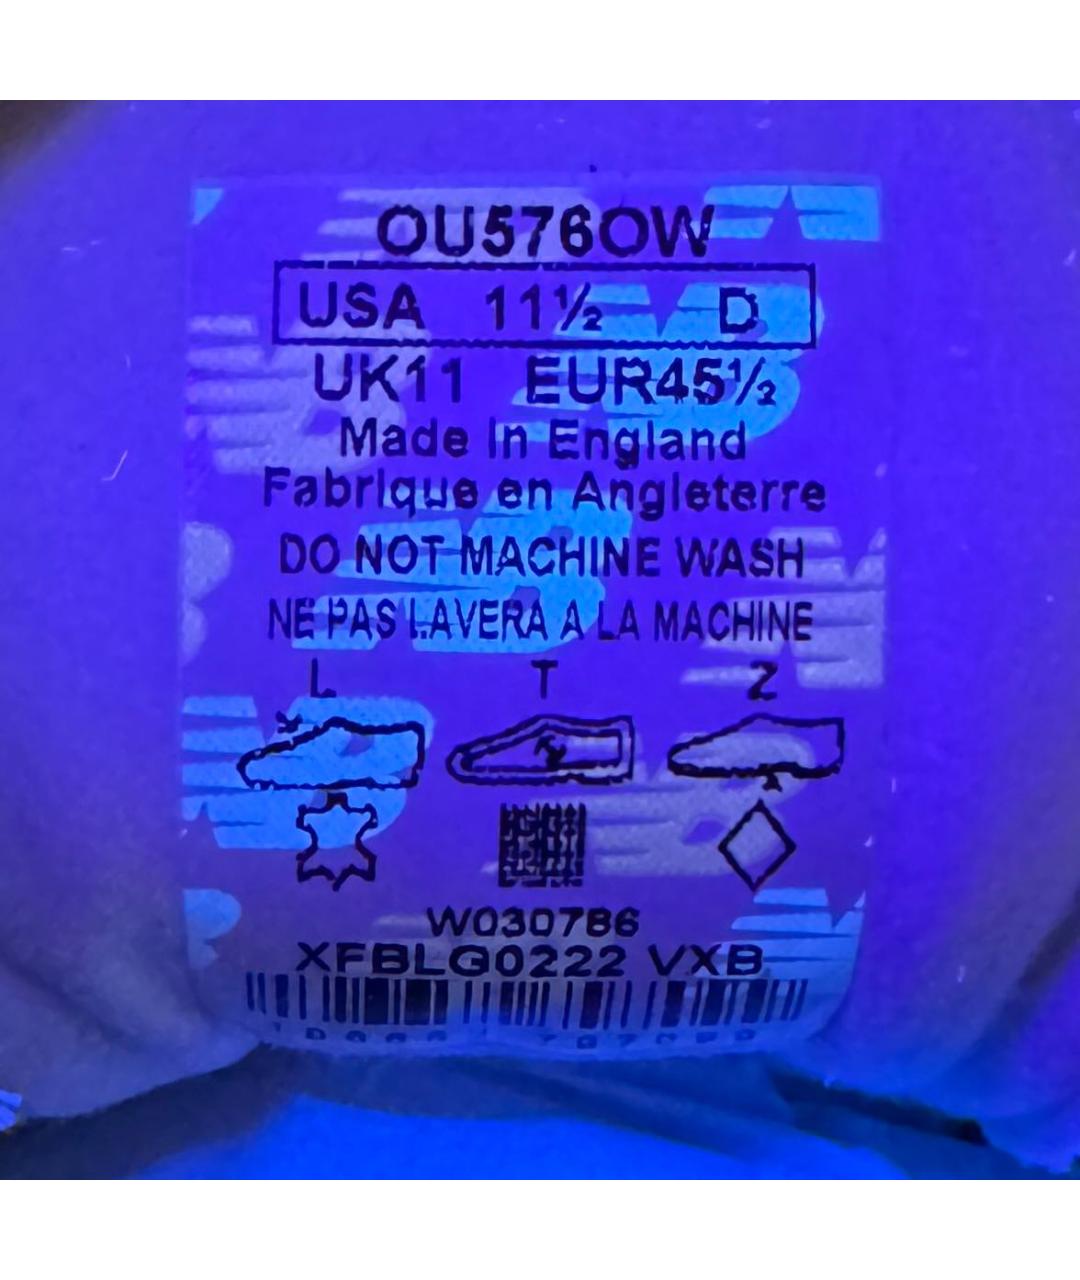 OU576OW
USA 11½ D
UK11 EUR45½
Made In England
Fabrique en Angleterre
DO NOT MACHINE WASH
NE PAS LAVERA A LA MACHINE
L T Z
W030786
XFBLG0222 VXB